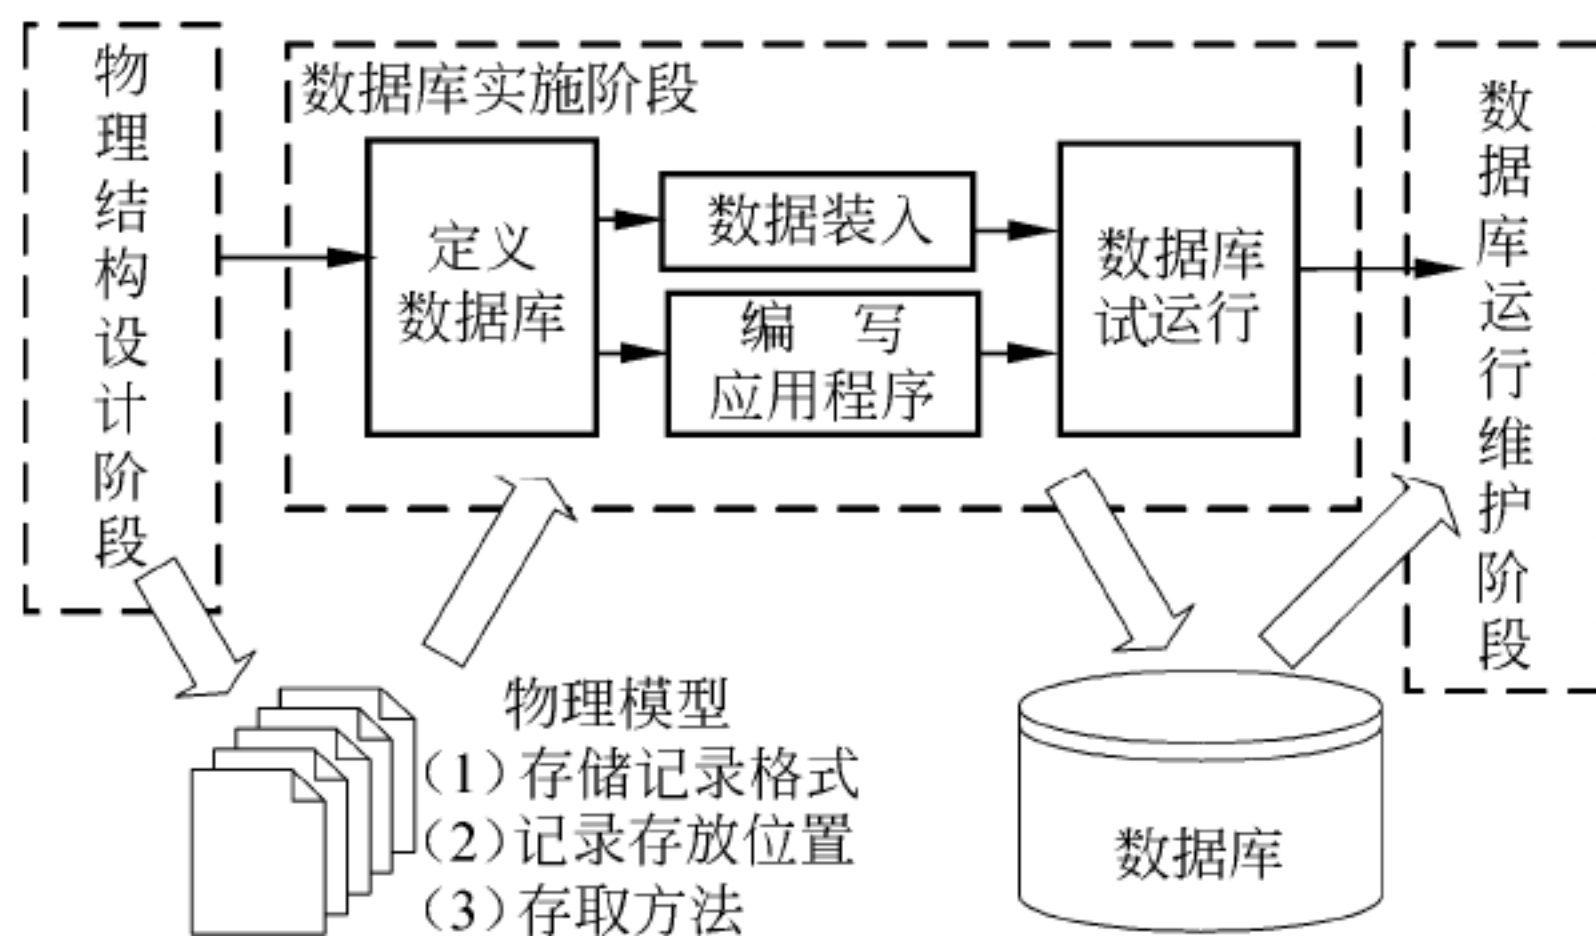 物理结构设计阶段
数据库实施阶段
定义
数据库
数据装入
编 写
应用程序
数据库
试运行
数据库运行维护阶段
物理模型
（1）存储记录格式
（2）记录存放位置
（3）存取方法
数据库